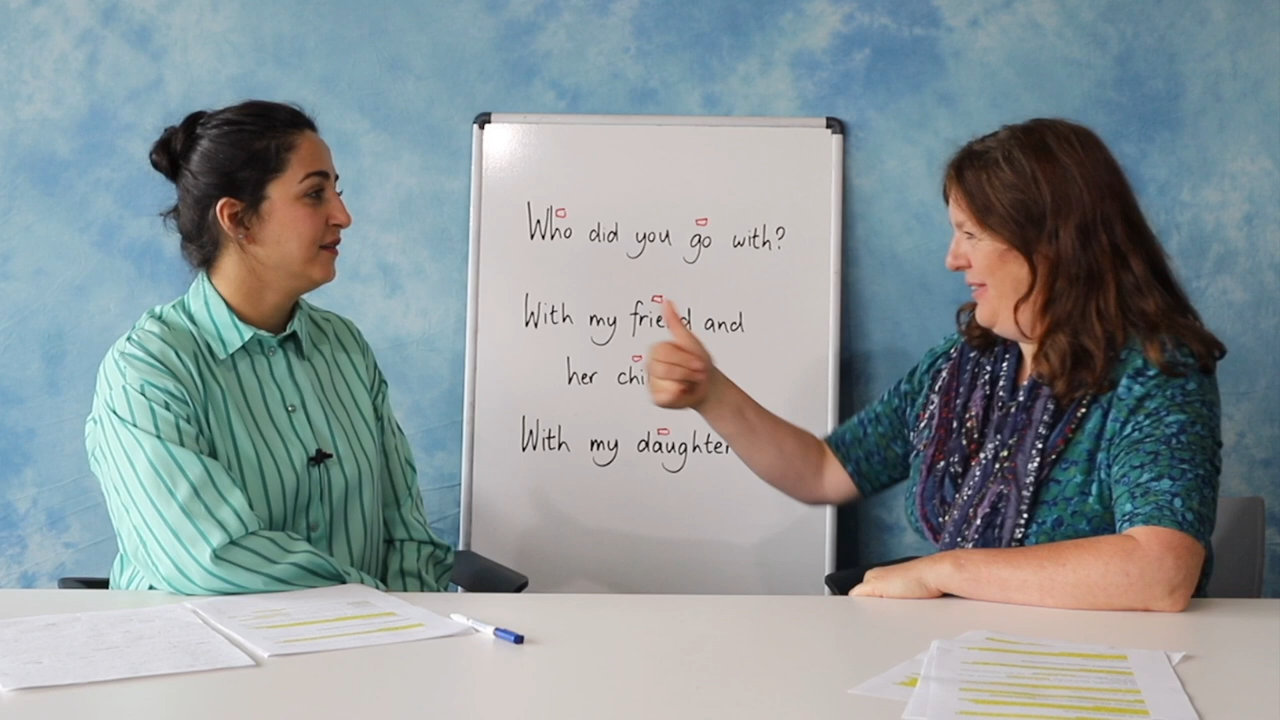 Who did you go with?
With my friend and
her
With my daughter